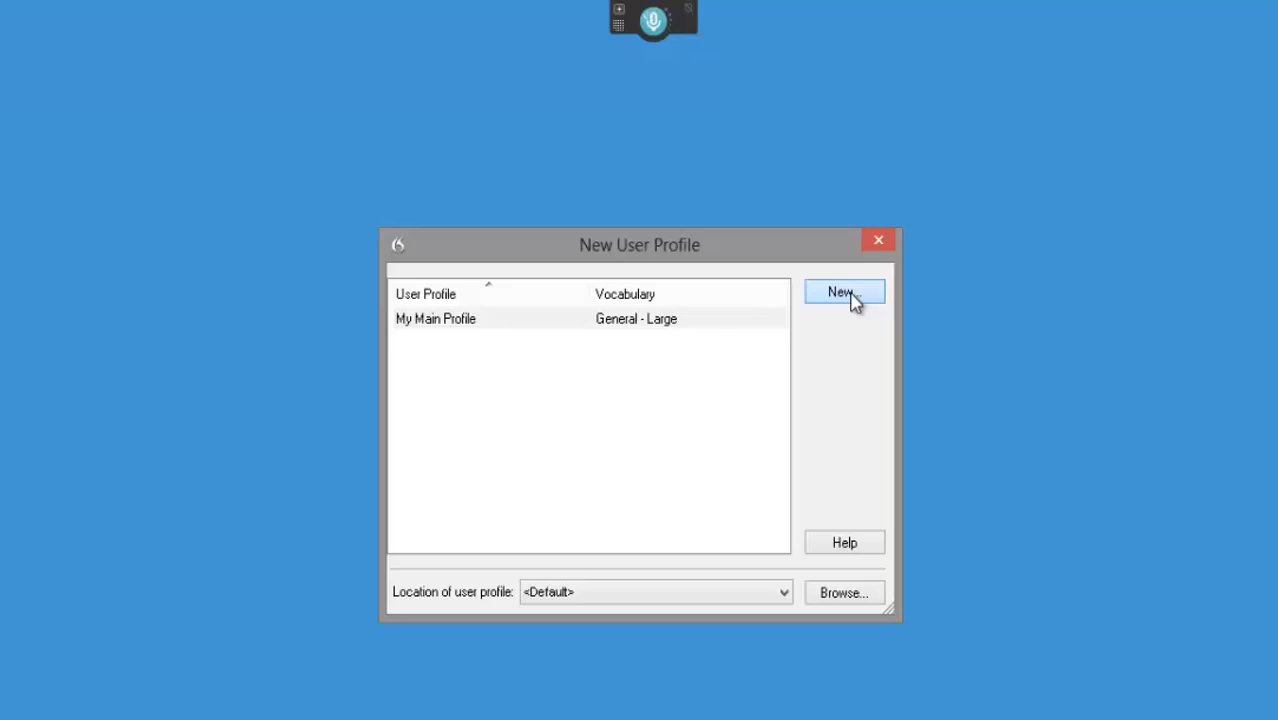 New User Profile
User Profile Vocabulary
New...
My Main Profile General - Large
Help
Location of user profile: <Default> Browse...